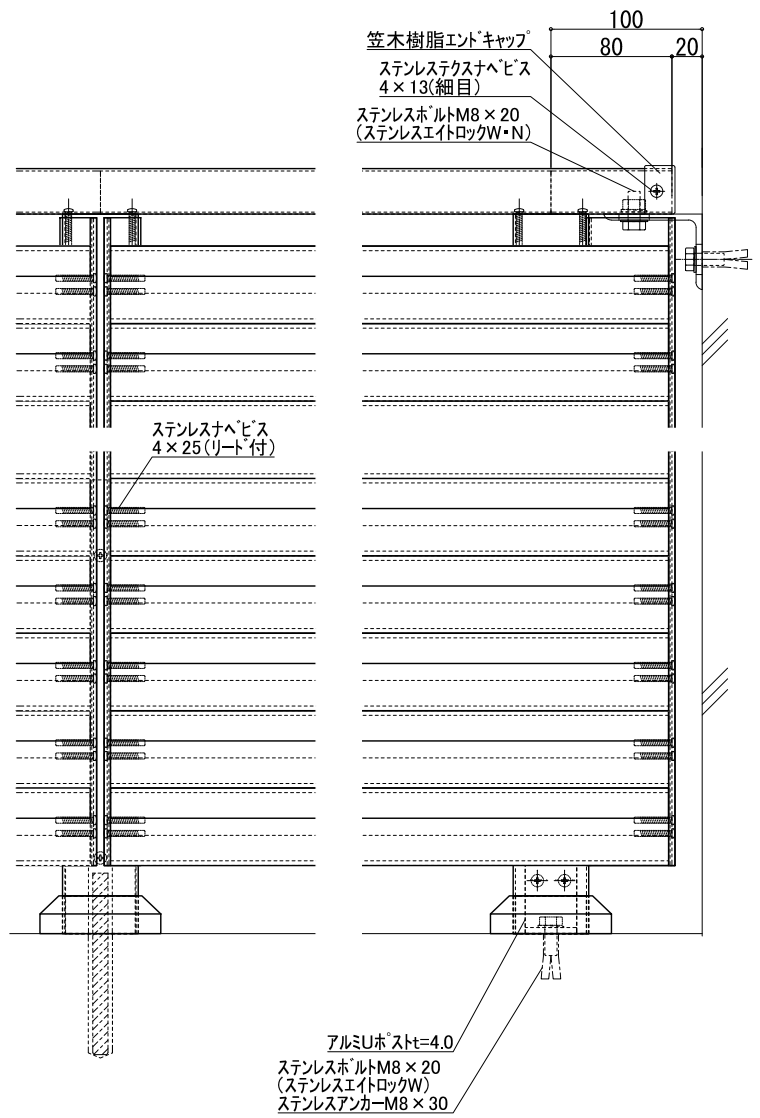 100
80
20
笠木樹脂エンドキャップ
ステンレステクスナベビス
4×13(細目)
ステンレスボルトM8×20
(ステンレスエイトロックW・N)
ステンレスナベビス
4×25(リード付)
アルミUポストt=4.0
ステンレスボルトM8×20
(ステンレスエイトロックW)
ステンレスアンカーM8×30